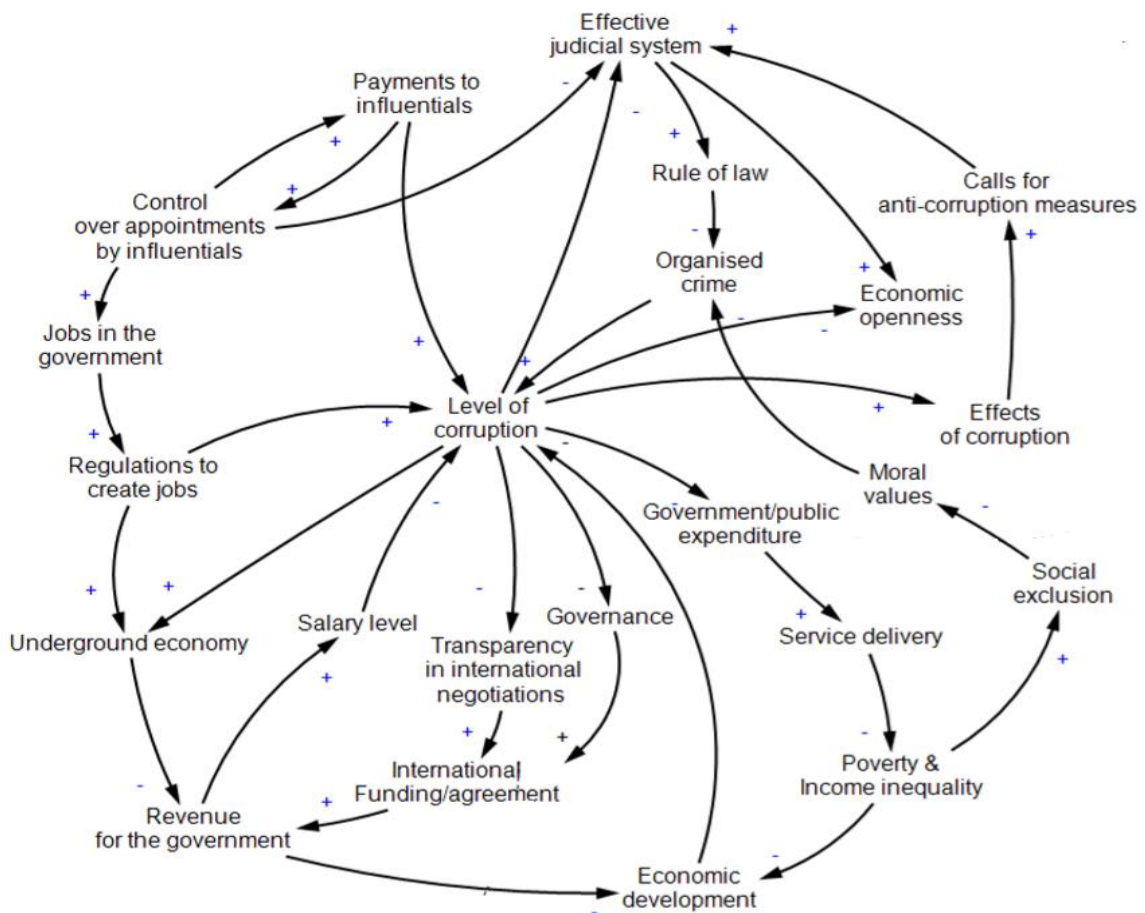 Effective
judicial system
+
Payments to
influentials
-
-
+
+
Rule of law
Calls for
anti-corruption measures
+
Control
over appointments
by influentials
+
-
+
Organised
crime
+
Economic
openness
+
Jobs in the
government
-
-
+
+
Level of
corruption
+
Effects
of corruption
+
+
-
Regulations to
create jobs
Moral
values
-
-
Government/public
expenditure
-
+
+
-
-
Social
exclusion
Underground economy
Salary level
Governance
+
Service delivery
Transparency
in international
negotiations
+
+
+
+
-
-
International
Funding/agreement
Poverty &
Income inequality
+
Revenue
for the government
-
Economic
development
-